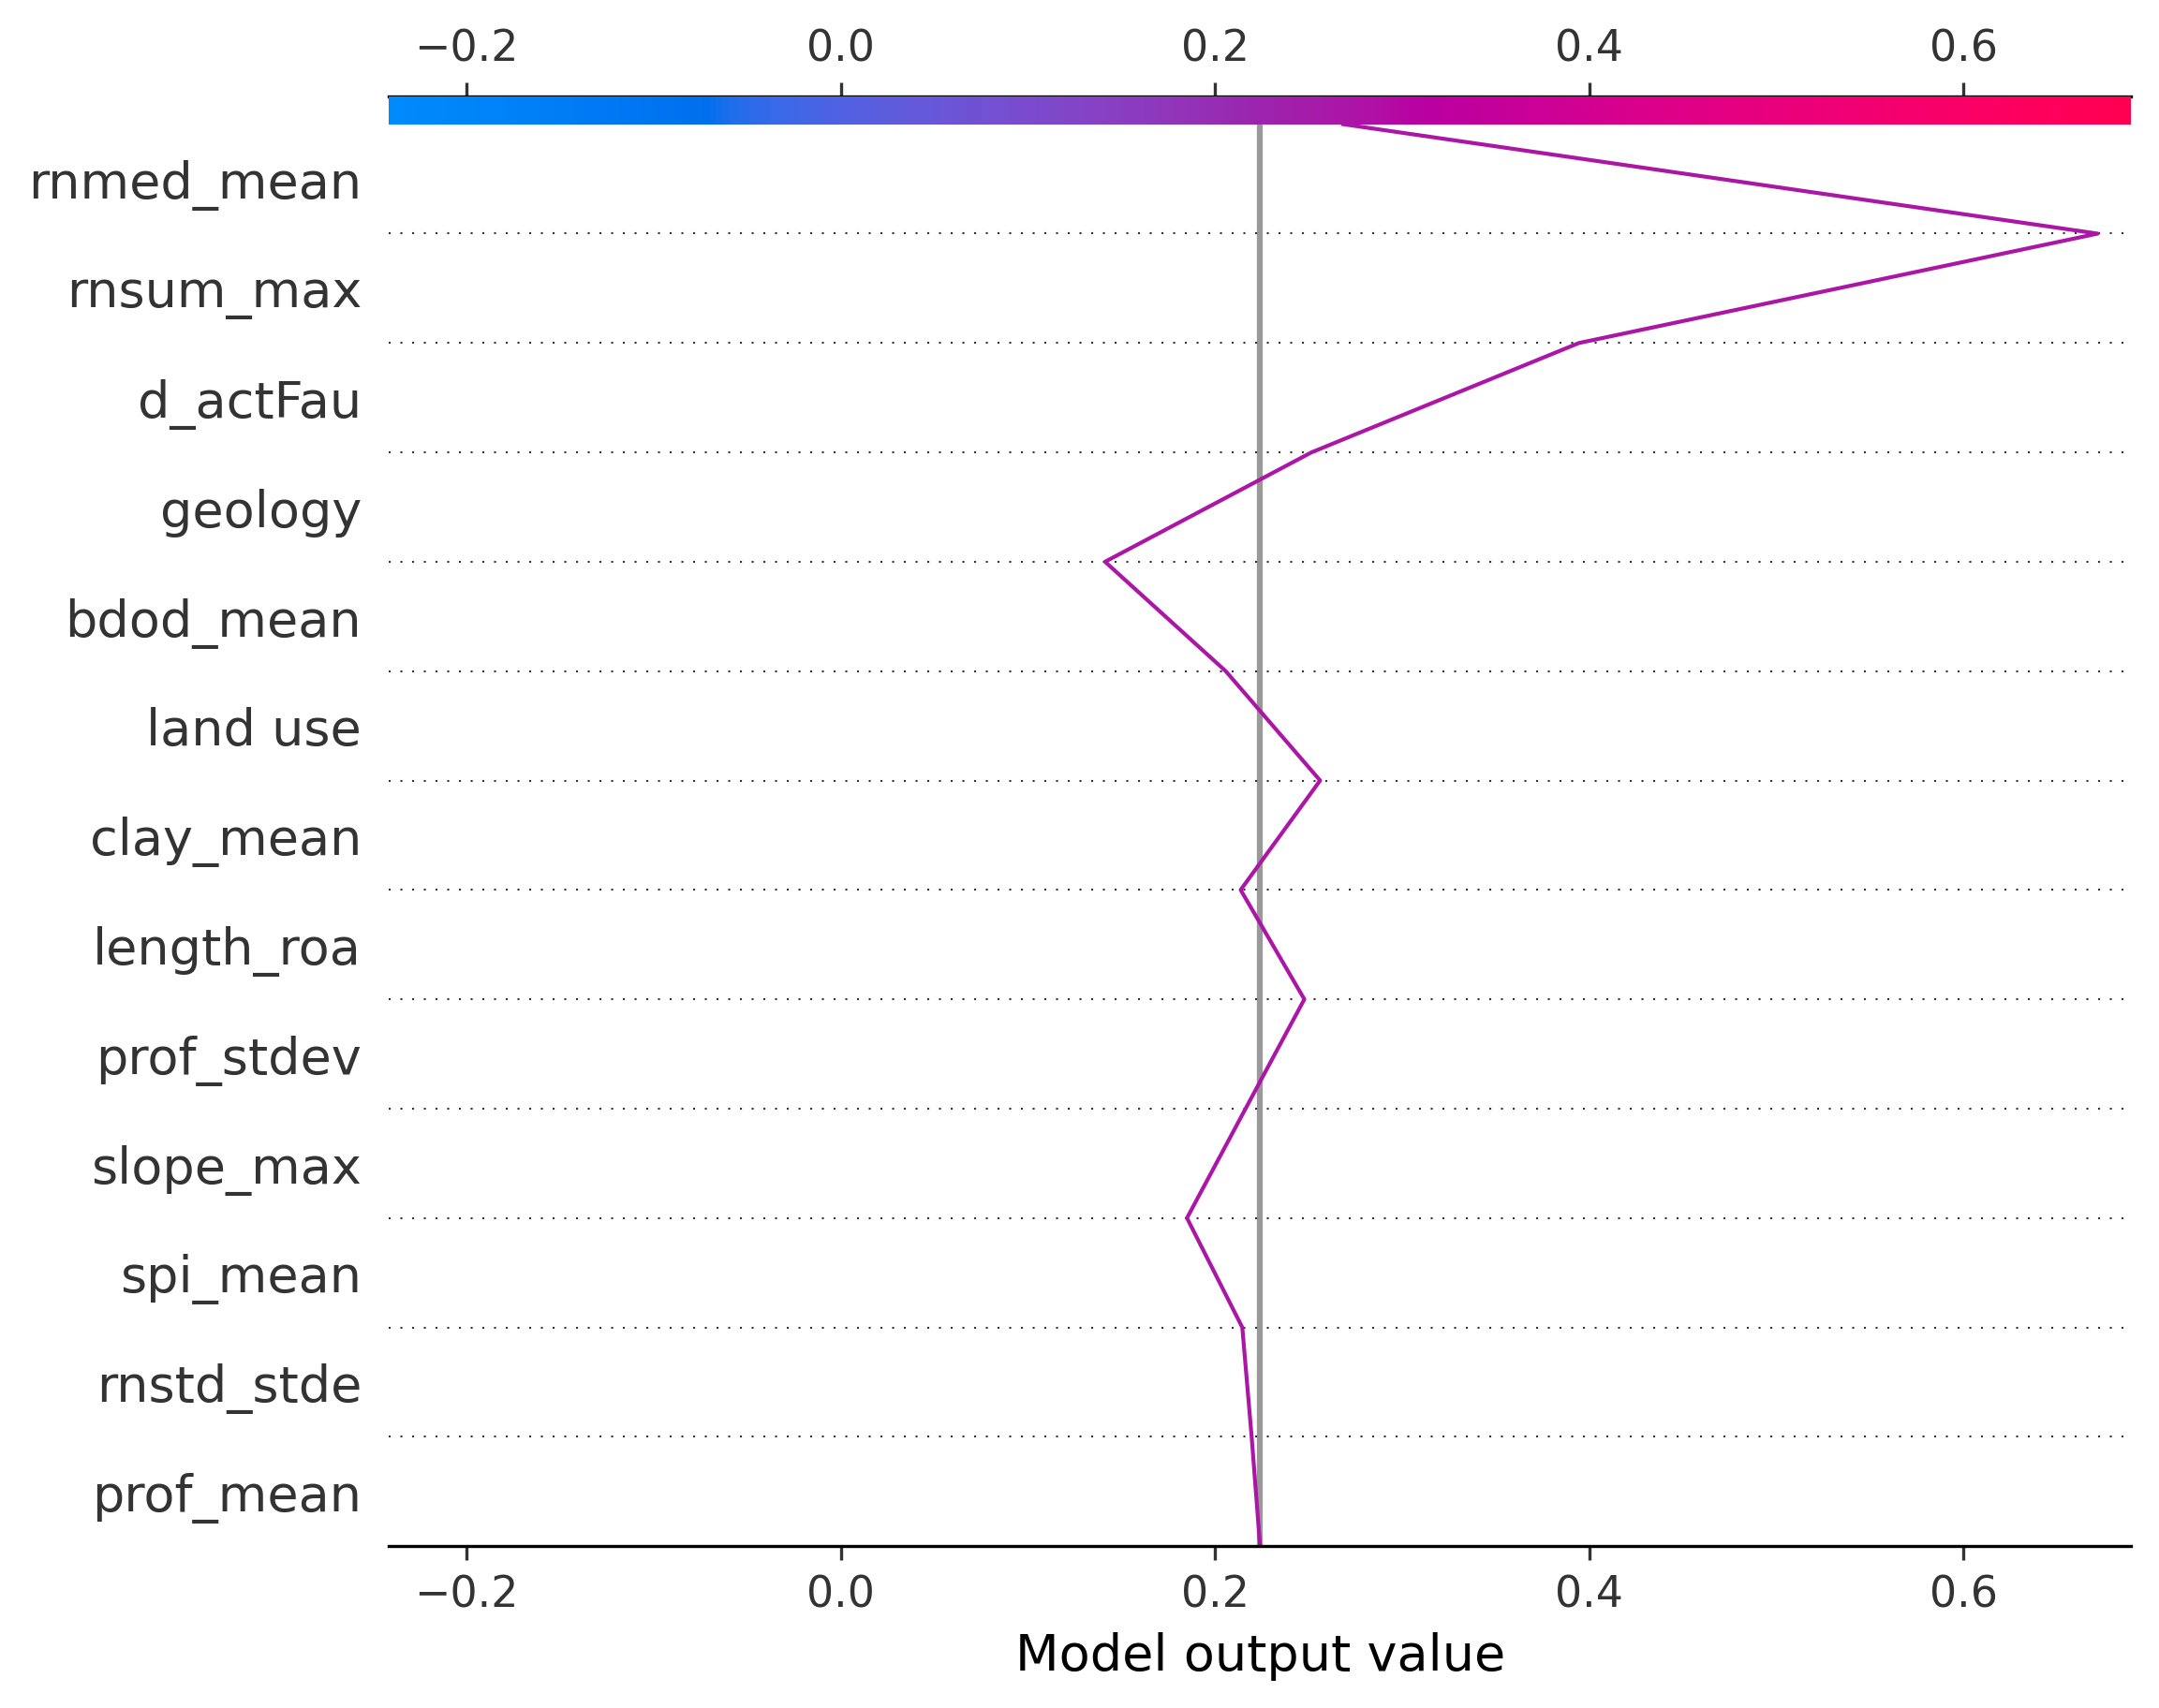 −0.2 0.0 0.2 0.4 0.6
rnmed_mean
rnsum_max
d_actFau
geology
bdod_mean
land use
clay_mean
length_roa
prof_stdev
slope_max
spi_mean
rnstd_stde
prof_mean
−0.2 0.0 0.2 0.4 0.6
Model output value